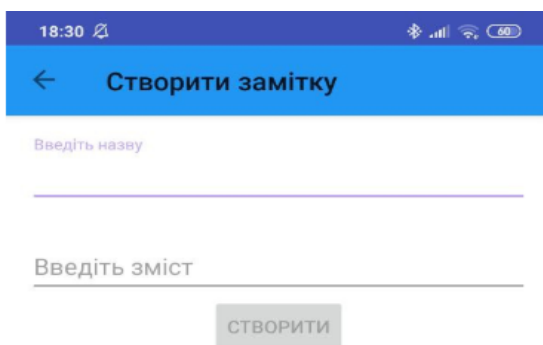 18:30 60
Створити замітку
Введіть назву
Введіть зміст
СТВОРИТИ